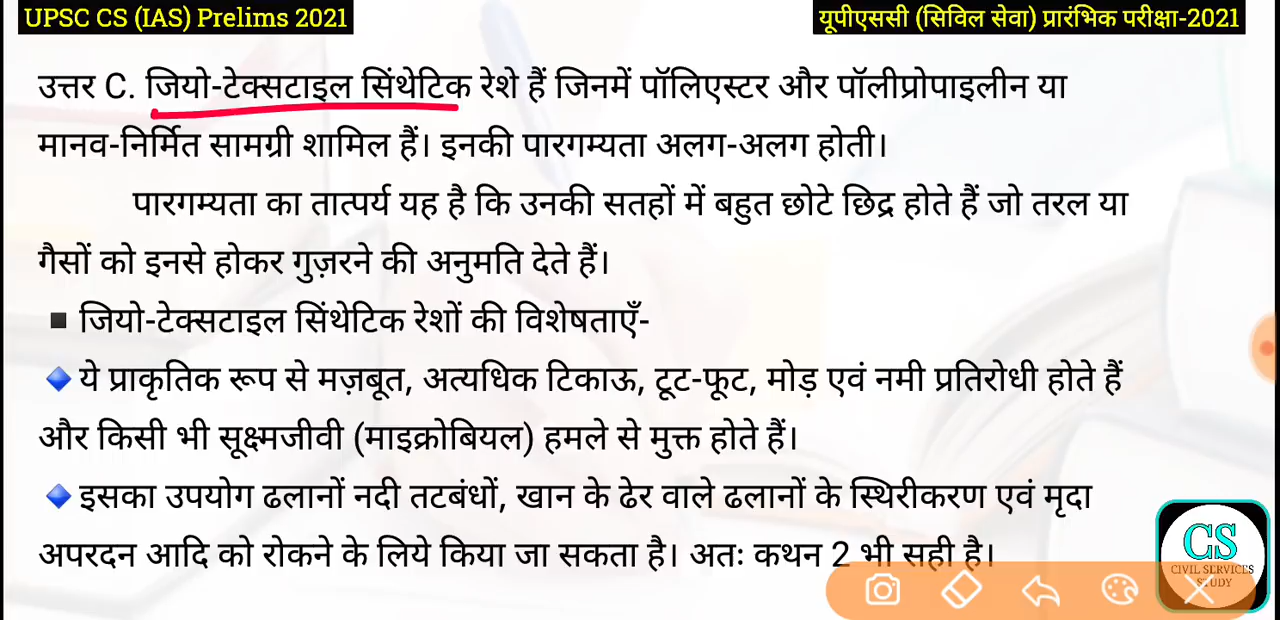 UPSC CS (IAS) Prelims 2021
यूपीएससी (सिविल सेवा) प्रारंभिक परीक्षा-2021
उत्तर C. जियो-टेक्सटाइल सिंथेटिक रेशे हैं जिनमें पॉलिएस्टर और पॉलीप्रोपाइलीन या
मानव-निर्मित सामग्री शामिल हैं। इनकी पारगम्यता अलग-अलग होती।
पारगम्यता का तात्पर्य यह है कि उनकी सतहों में बहुत छोटे छिद्र होते हैं जो तरल या
गैसों को इनसे होकर गुज़रने की अनुमति देते हैं।
■ जियो-टेक्सटाइल सिंथेटिक रेशों की विशेषताएँ-
🔹ये प्राकृतिक रूप से मज़बूत, अत्यधिक टिकाऊ, टूट-फूट, मोड़ एवं नमी प्रतिरोधी होते हैं
और किसी भी सूक्ष्मजीवी (माइक्रोबियल) हमले से मुक्त होते हैं।
🔹इसका उपयोग ढलानों नदी तटबंधों, खान के ढेर वाले ढलानों के स्थिरीकरण एवं मृदा
अपरदन आदि को रोकने के लिये किया जा सकता है। अतः कथन 2 भी सही है।
CS
CIVIL SERVICES
STUDY